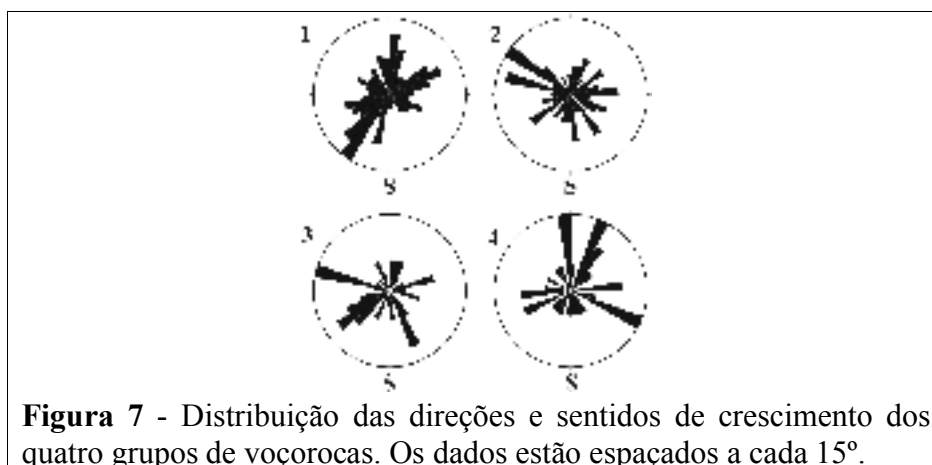 1
2
S
S
3
4
S
S
Figura 7 - Distribuição das direções e sentidos de crescimento dos
quatro grupos de voçorocas. Os dados estão espaçados a cada 15º.